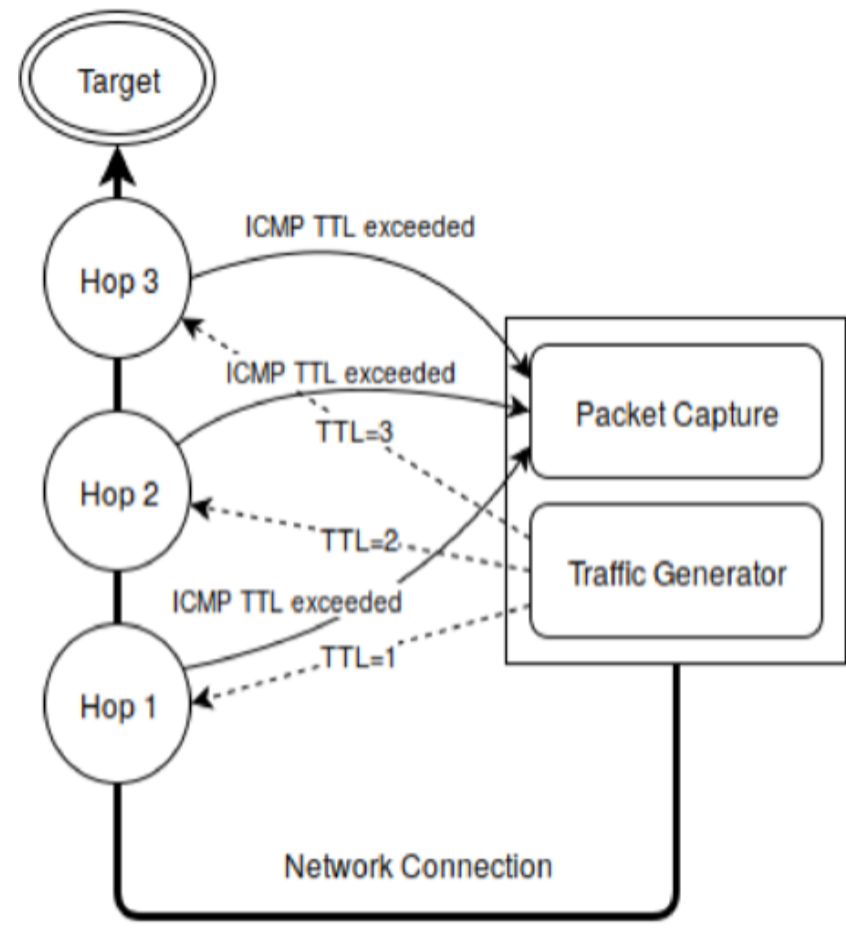 Target
ICMP TTL exceeded
Hop 3
ICMP TTL exceeded
Packet Capture
TTL=3
Hop 2
TTL=2
Traffic Generator
ICMP TTL exceeded
TTL=1
Hop 1
Network Connection